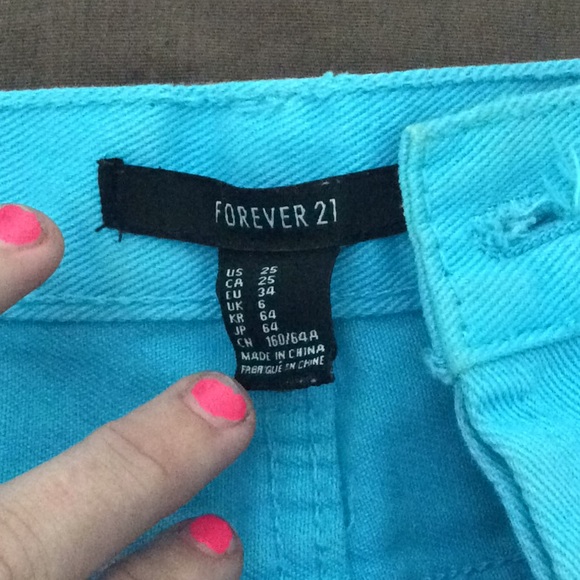 FOREVER 21
US 25
CA 25
EU 34
UK 6
KR 64
JP 64
CN 160/64A
MADE IN CHINA
FABRIQUÉ EN CHINE